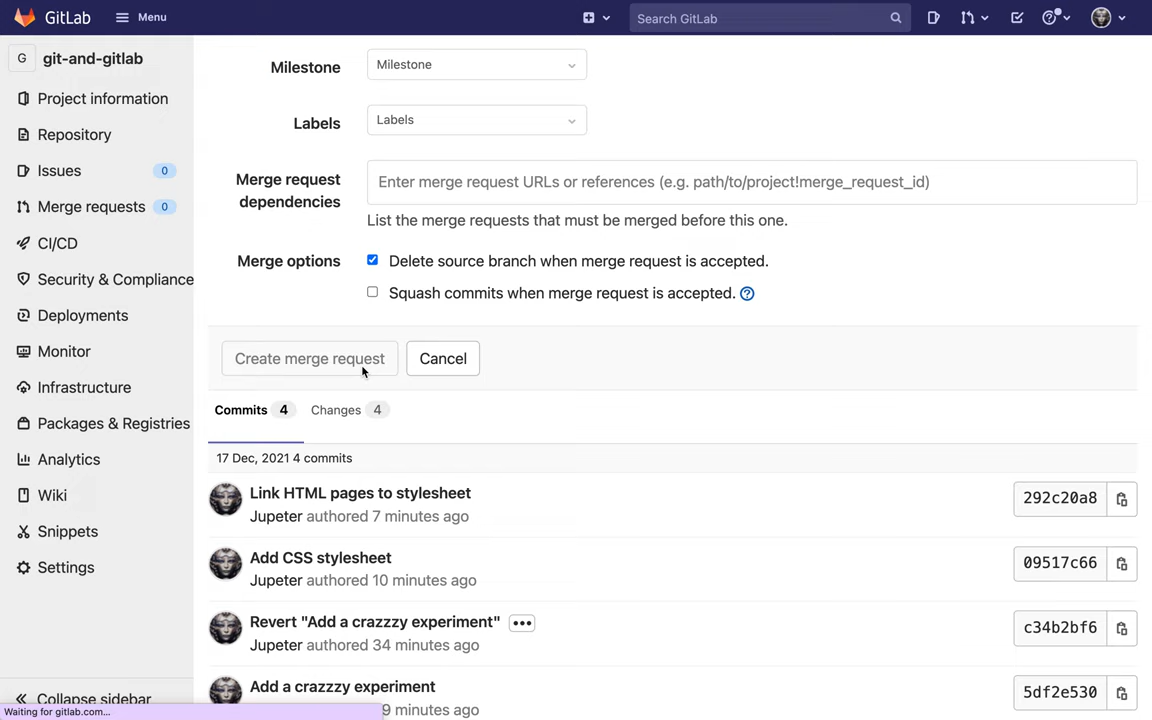 GitLab Menu Search GitLab
G git-and-gitlab
Project information
Repository
Issues 0
Merge requests 0
CI/CD
Security & Compliance
Deployments
Monitor
Infrastructure
Packages & Registries
Analytics
Wiki
Snippets
Settings
Collapse sidebar
Waiting for gitlab.com...
Milestone Milestone
Labels Labels
Merge request dependencies Enter merge request URLs or references (e.g. path/to/project!merge_request_id)
List the merge requests that must be merged before this one.
Merge options Delete source branch when merge request is accepted.
Squash commits when merge request is accepted.
Create merge request Cancel
Commits 4 Changes 4
17 Dec, 2021 4 commits
Link HTML pages to stylesheet 292c20a8
Jupeter authored 7 minutes ago
Add CSS stylesheet 09517c66
Jupeter authored 10 minutes ago
Revert "Add a crazzzy experiment" c34b2bf6
Jupeter authored 34 minutes ago
Add a crazzzy experiment 5df2e530
9 minutes ago